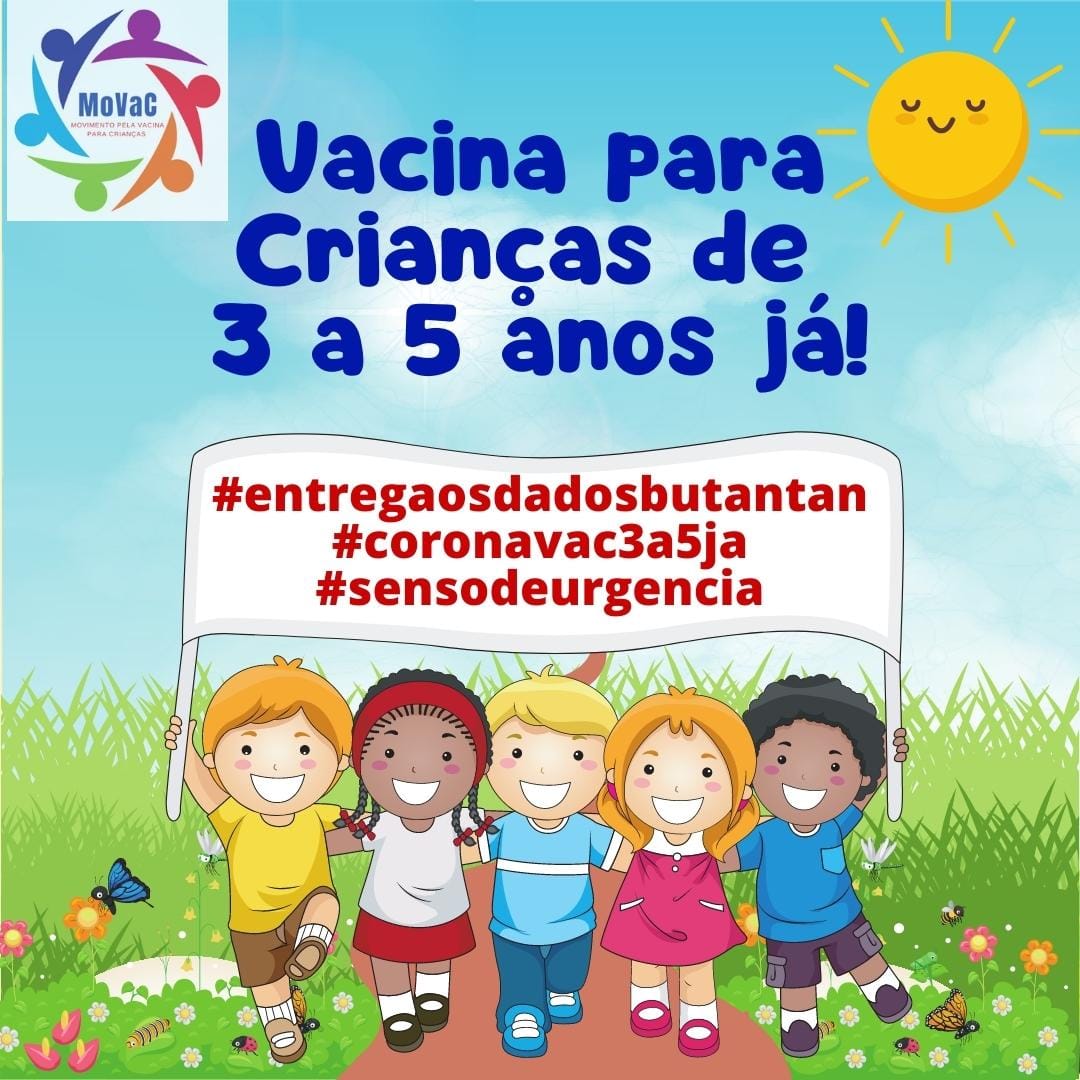 MoVaC
MOVIMENTO PELA VACINA
PARA CRIANÇAS
Vacina para
Crianças de
3 a 5 anos já!
#entregaosdadosbutantan
#coronavac3a5ja
#sensodeurgencia